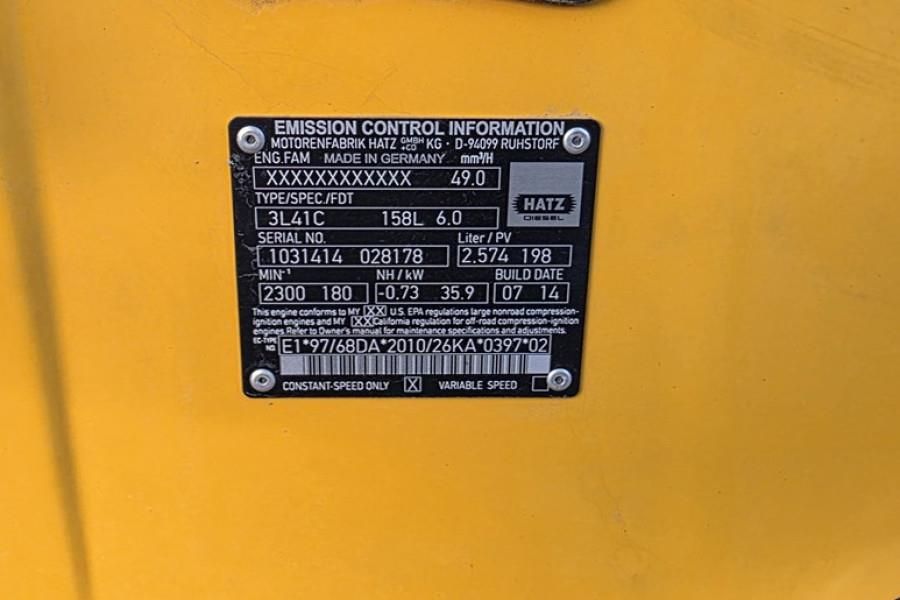 EMISSION CONTROL INFORMATION
MOTORENFABRIK HATZ GMBH +CO KG · D-94099 RUHSTORF
ENG.FAM MADE IN GERMANY mm³/H
XXXXXXXXXXXX 49.0
TYPE/SPEC./FDT
HATZ
DIESEL
3L41C 158L 6.0
SERIAL NO. Liter / PV
1031414 028178 2.574 198
MIN⁻¹ NH / kW BUILD DATE
2300 180 -0.73 35.9 07 14
This engine conforms to MY XX U.S. EPA regulations large nonroad compression-
ignition engines and MY XX California regulation for off-road compression-ignition
engines. Refer to Owner's manual for maintenance specifications and adjustments.
EC-TYPE NO. E1*97/68DA*2010/26KA*0397*02
CONSTANT-SPEED ONLY X VARIABLE SPEED